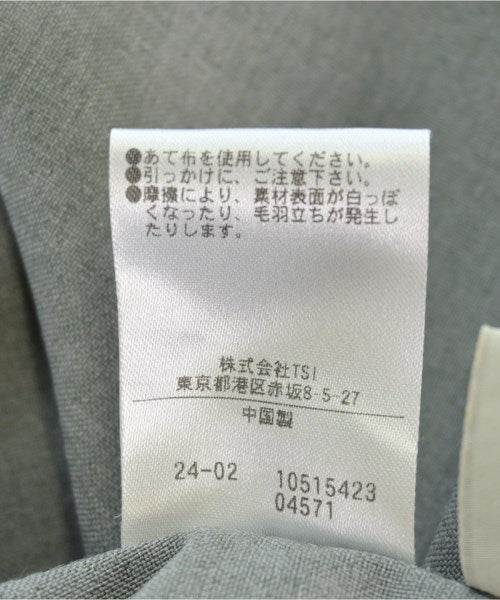 ●あて布を使用してください。
●引っかけに、ご注意下さい。
●摩擦により、素材表面が白っぽ
くなったり、毛羽立ちが発生し
たりします。
株式会社TSI
東京都港区赤坂8-5-27
中国製
24-02 10515423
04571